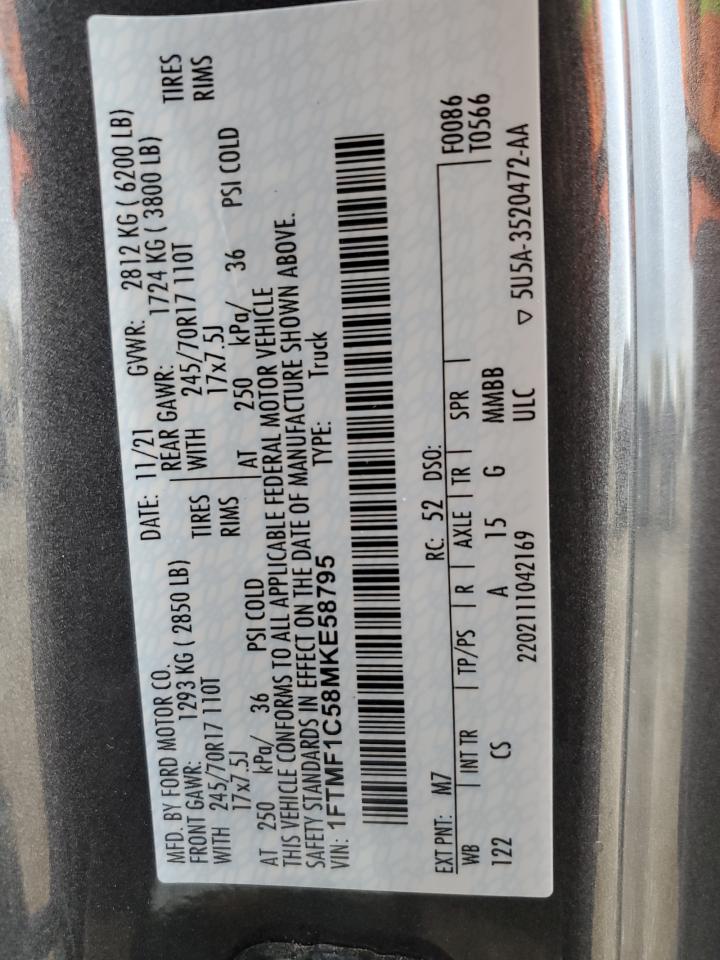 MFD. BY FORD MOTOR CO. DATE: 11/21 GVWR: 2812 KG ( 6200 LB)
FRONT GAWR: 1293 KG ( 2850 LB) REAR GAWR: 1724 KG ( 3800 LB)
WITH 245/70R17 110T TIRES WITH 245/70R17 110T TIRES
17x7.5J RIMS 17x7.5J RIMS
AT 250 kPa/ 36 PSI COLD AT 250 kPa/ 36 PSI COLD
THIS VEHICLE CONFORMS TO ALL APPLICABLE FEDERAL MOTOR VEHICLE
SAFETY STANDARDS IN EFFECT ON THE DATE OF MANUFACTURE SHOWN ABOVE.
VIN: 1FTMF1C58MKE58795 TYPE: Truck
EXT PNT: M7 RC: 52 DSO: F0086
WB INT TR TP/PS R AXLE TR SPR T0566
122 CS A 15 G MMBB
2202111042169 ULC ▽ 5U5A-3520472-AA